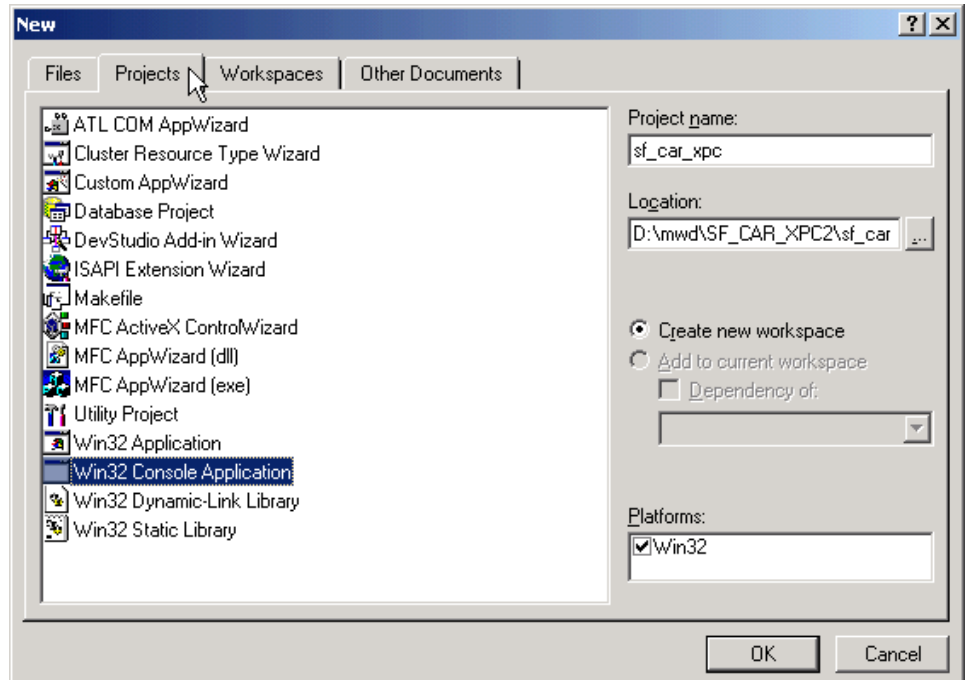 New
Files
Projects
Workspaces
Other Documents
ATL COM AppWizard
Cluster Resource Type Wizard
Custom AppWizard
Database Project
DevStudio Add-in Wizard
ISAPI Extension Wizard
Makefile
MFC ActiveX ControlWizard
MFC AppWizard (dll)
MFC AppWizard (exe)
Utility Project
Win32 Application
Win32 Console Application
Win32 Dynamic-Link Library
Win32 Static Library
Project name:
sf_car_xpc
Location:
D:\mwd\SF_CAR_XPC2\sf_car
...
Create new workspace
Add to current workspace
Dependency of:
Platforms:
Win32
OK
Cancel